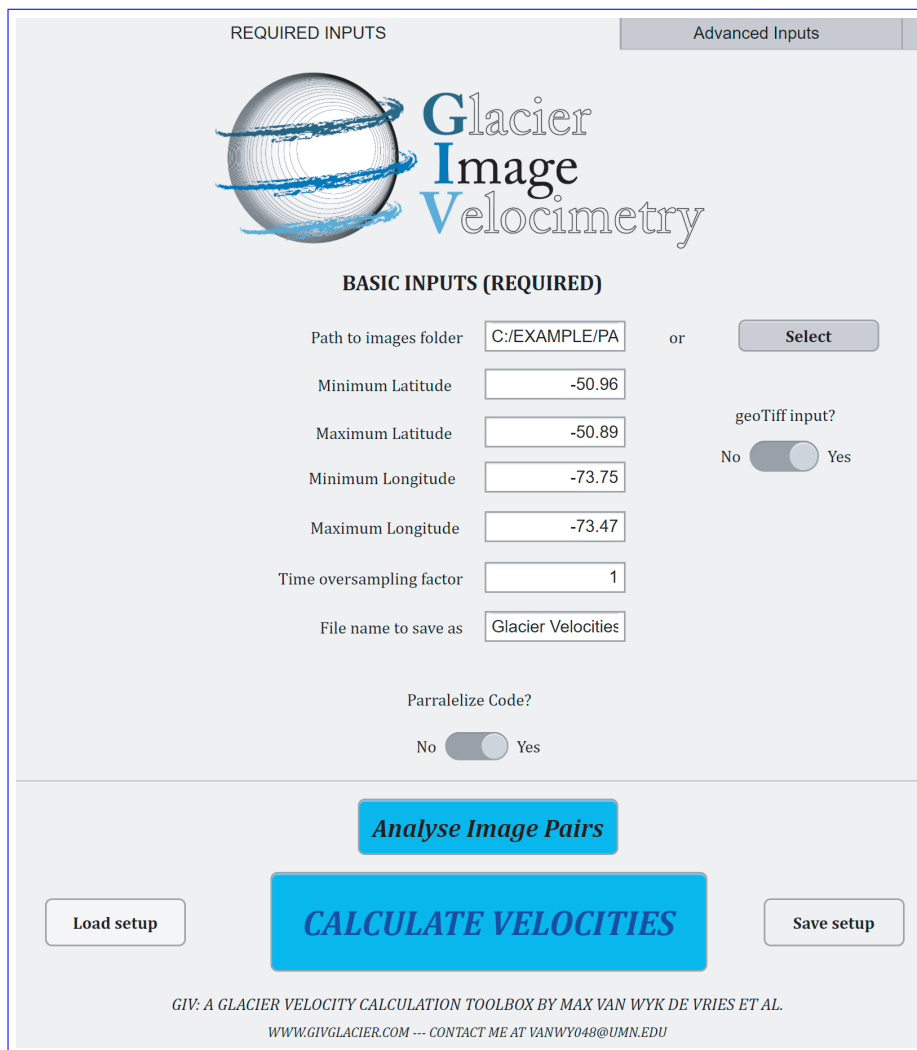 REQUIRED INPUTS
Advanced Inputs
Glacier
Image
Velocimetry
BASIC INPUTS (REQUIRED)
Path to images folder C:/EXAMPLE/PA or Select
Minimum Latitude -50.96
geoTiff input?
Maximum Latitude -50.89
No Yes
Minimum Longitude -73.75
Maximum Longitude -73.47
Time oversampling factor 1
File name to save as Glacier Velocities
Parralelize Code?
No Yes
Analyse Image Pairs
Load setup CALCULATE VELOCITIES Save setup
GIV: A GLACIER VELOCITY CALCULATION TOOLBOX BY MAX VAN WYK DE VRIES ET AL.
WWW.GIVGLACIER.COM --- CONTACT ME AT VANWY048@UMN.EDU